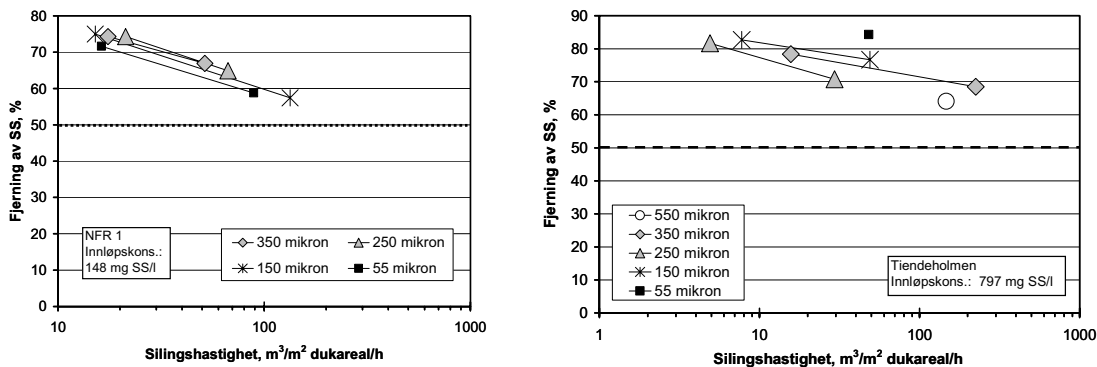 80
70
60
50
40
30
20
10
0
Fjerning av SS, %
NFR 1
Innløpskons.:
148 mg SS/l
350 mikron 250 mikron
150 mikron 55 mikron
10 100 1000
Silingshastighet, m³/m² dukareal/h
90
80
70
60
50
40
30
20
10
0
Fjerning av SS, %
550 mikron
350 mikron
250 mikron
150 mikron
55 mikron
Tiendeholmen
Innløpskons.: 797 mg SS/l
1 10 100 1000
Silingshastighet, m³/m² dukareal/h